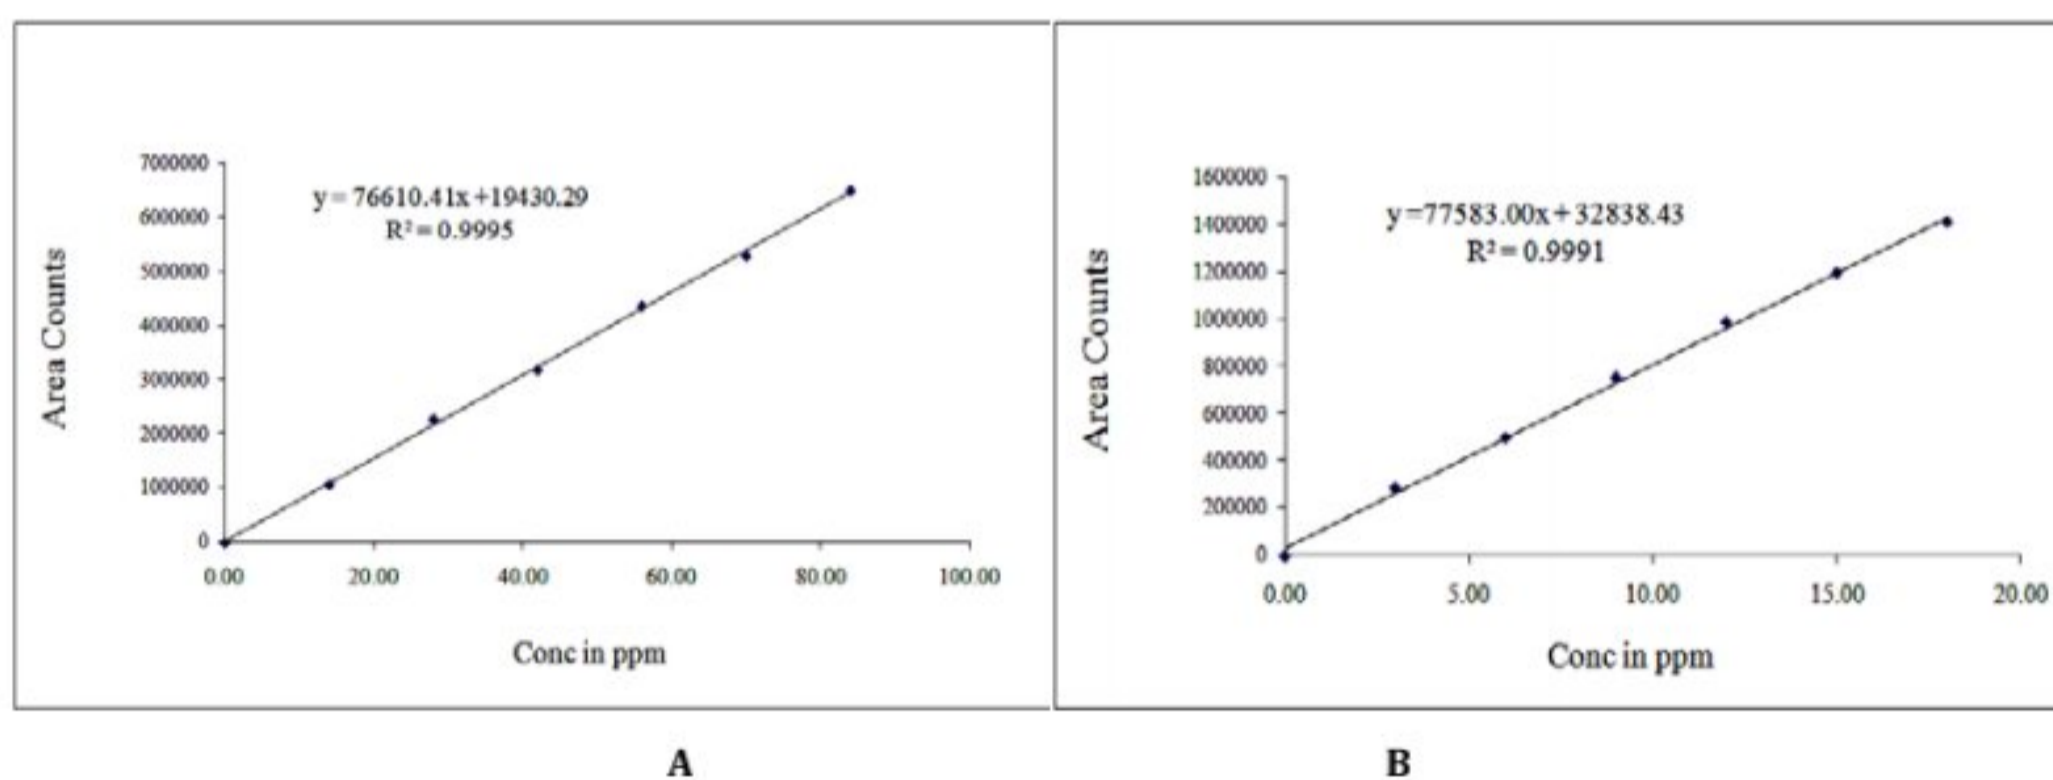 7000000
6000000
5000000
4000000
3000000
2000000
1000000
0
y = 76610.41x +19430.29
R² = 0.9995
Area Counts
0.00 20.00 40.00 60.00 80.00 100.00
Conc in ppm
A
1600000
1400000
1200000
1000000
800000
600000
400000
200000
0
y =77583.00x + 32838.43
R² = 0.9991
Area Counts
0.00 5.00 10.00 15.00 20.00
Conc in ppm
B